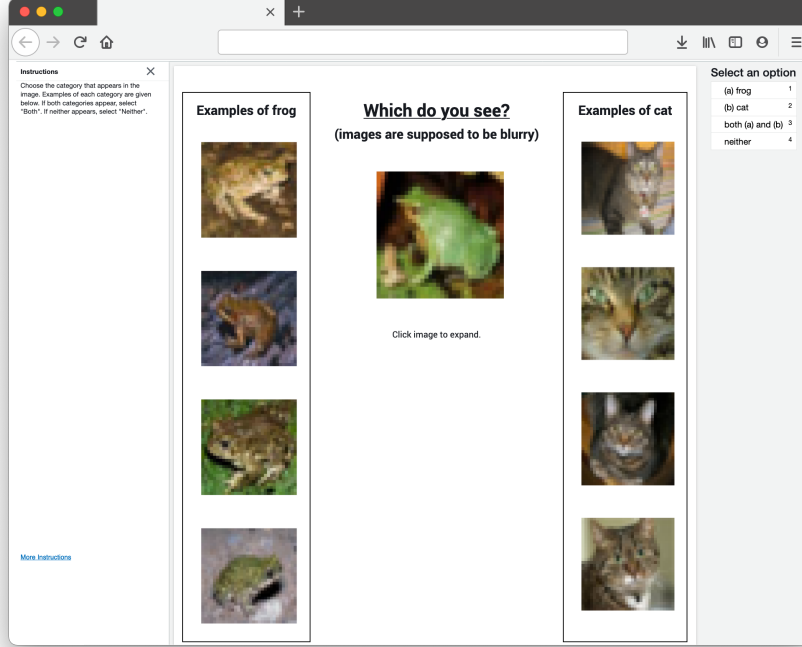 Instructions
Choose the category that appears in the
image. Examples of each category are given
below. If both categories appear, select
"Both". If neither appears, select "Neither".
More Instructions
Examples of frog
Which do you see?
(images are supposed to be blurry)
Click image to expand.
Examples of cat
Select an option
(a) frog 1
(b) cat 2
both (a) and (b) 3
neither 4